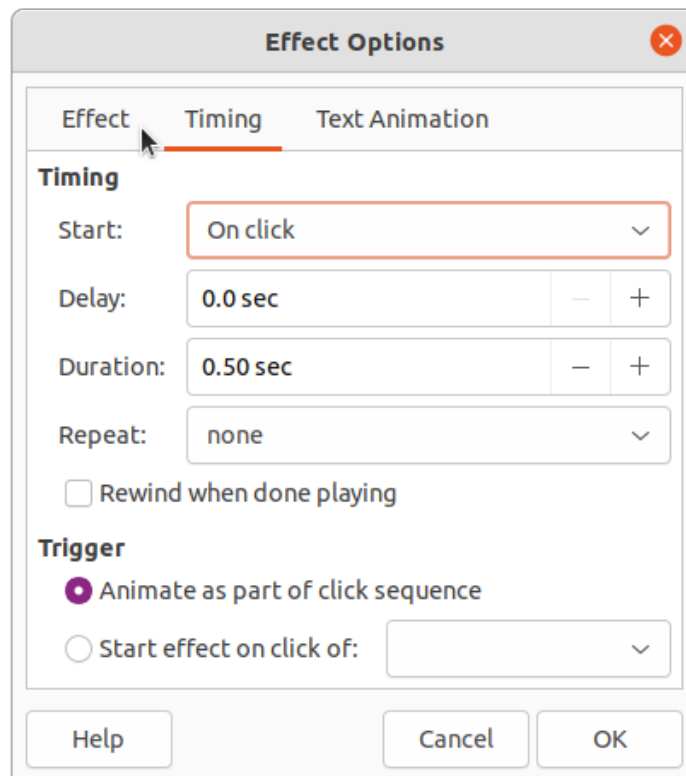 Effect Options
Effect Timing Text Animation
Timing
Start: On click
Delay: 0.0 sec
Duration: 0.50 sec
Repeat: none
Rewind when done playing
Trigger
Animate as part of click sequence
Start effect on click of:
Help Cancel OK